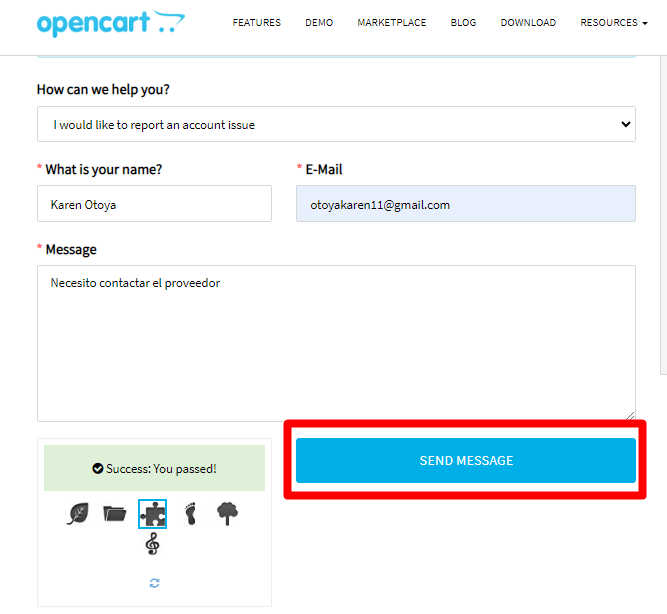 opencart
FEATURES DEMO MARKETPLACE BLOG DOWNLOAD RESOURCES
How can we help you?
I would like to report an account issue
* What is your name? * E-Mail
Karen Otoya otoyakaren11@gmail.com
* Message
Necesito contactar el proveedor
Success: You passed! SEND MESSAGE